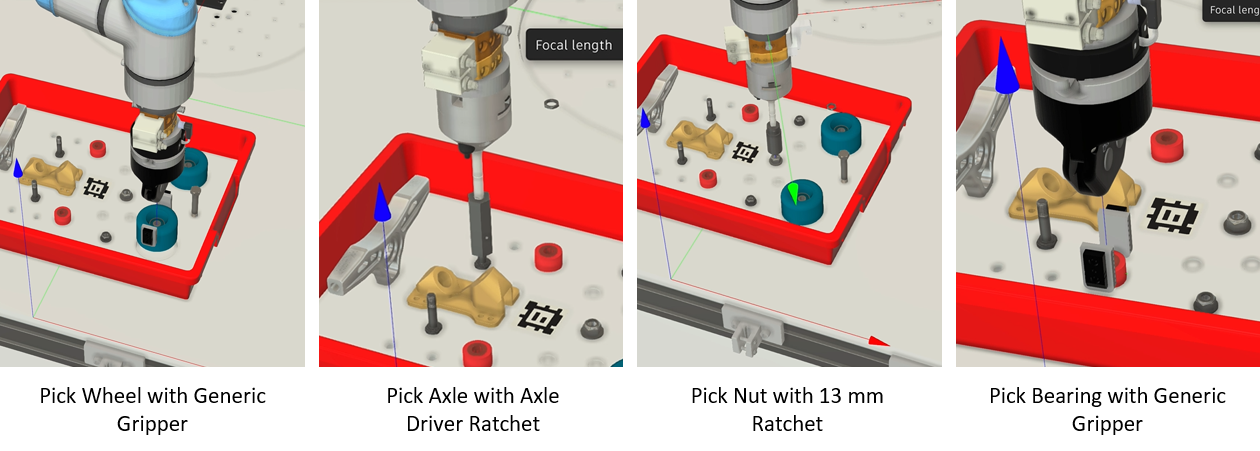 Focal length
Focal leng
Pick Wheel with Generic
Gripper
Pick Axle with Axle
Driver Ratchet
Pick Nut with 13 mm
Ratchet
Pick Bearing with Generic
Gripper